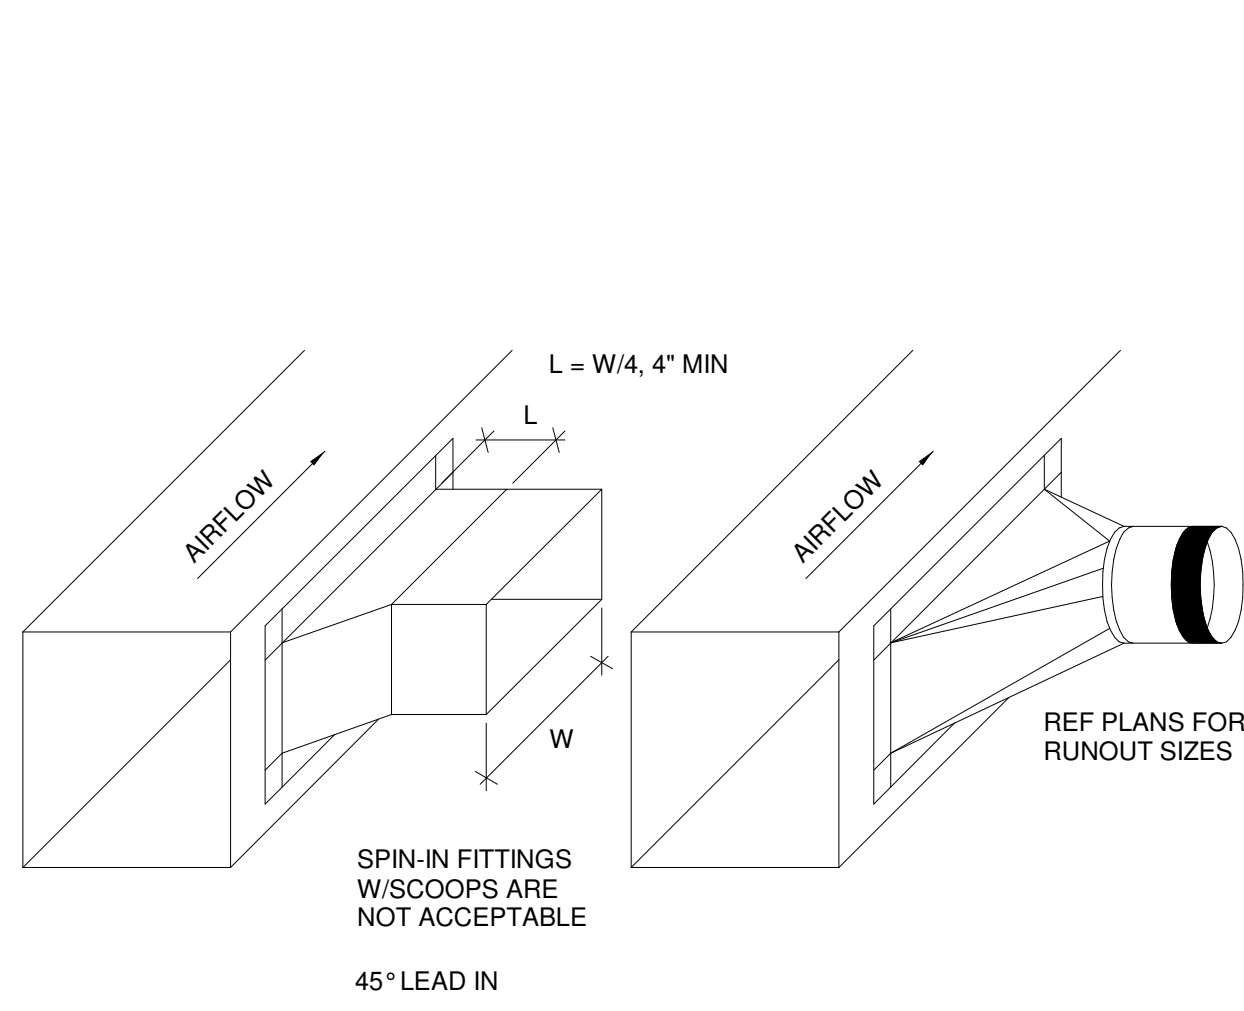 L = W/4, 4" MIN
L
AIRFLOW
AIRFLOW
W
REF PLANS FOR
RUNOUT SIZES
SPIN-IN FITTINGS
W/SCOOPS ARE
NOT ACCEPTABLE
45° LEAD IN